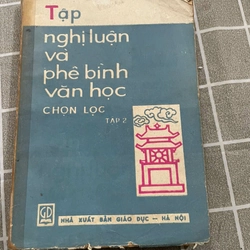 Tập
nghị luận
và
phê bình
văn học
CHỌN LỌC
TẬP 2
NHÀ XUẤT BẢN GIÁO DỤC – HÀ NỘI